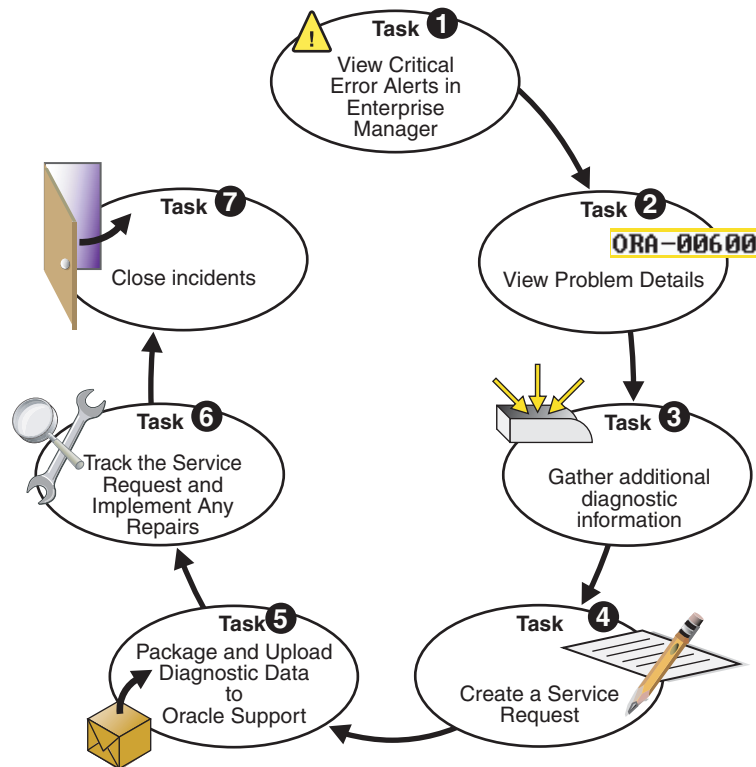 Task 1
!
View Critical
Error Alerts in
Enterprise
Manager
Task 2
ORA-00600
View Problem Details
Task 3
Gather additional
diagnostic
information
Task 4
Create a Service
Request
Task 5
Package and Upload
Diagnostic Data
to
Oracle Support
Task 6
Track the Service
Request and
Implement Any
Repairs
Task 7
Close incidents